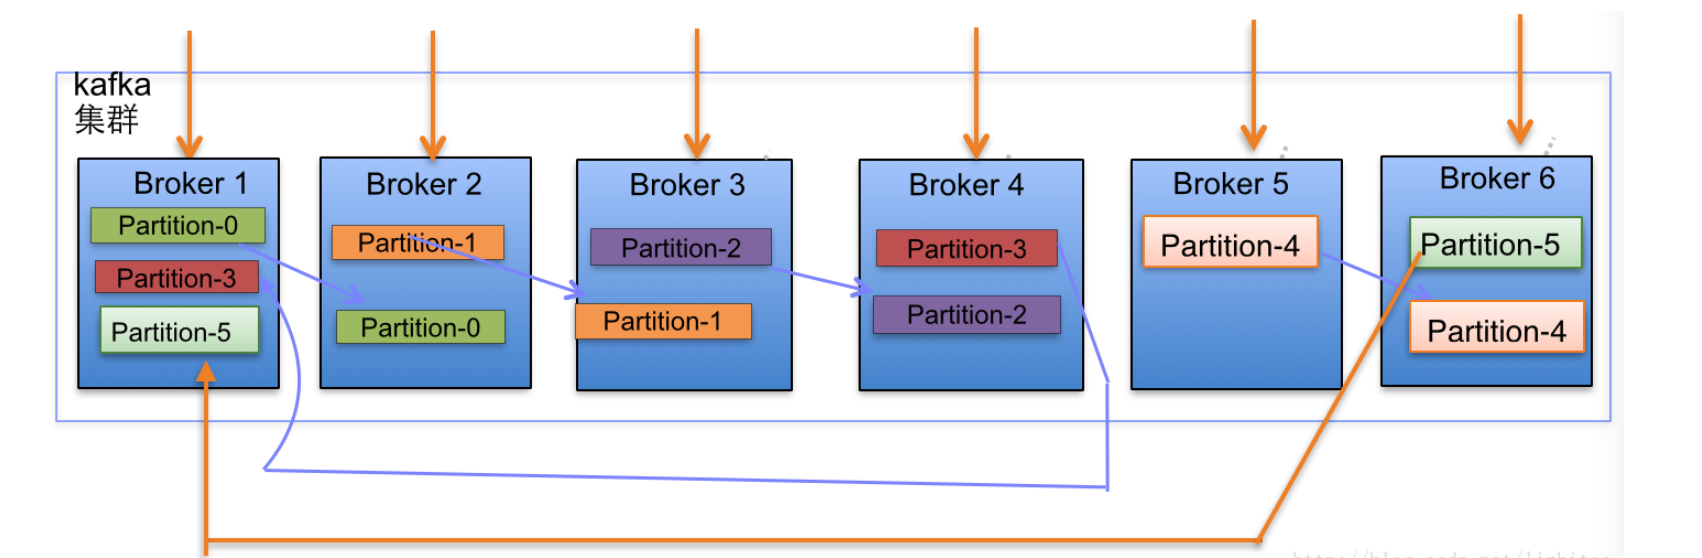 kafka
集群
Broker 1
Partition-0
Partition-3
Partition-5
Broker 2
Partition-1
Partition-0
Broker 3
Partition-2
Partition-1
Broker 4
Partition-3
Partition-2
Broker 5
Partition-4
Broker 6
Partition-5
Partition-4